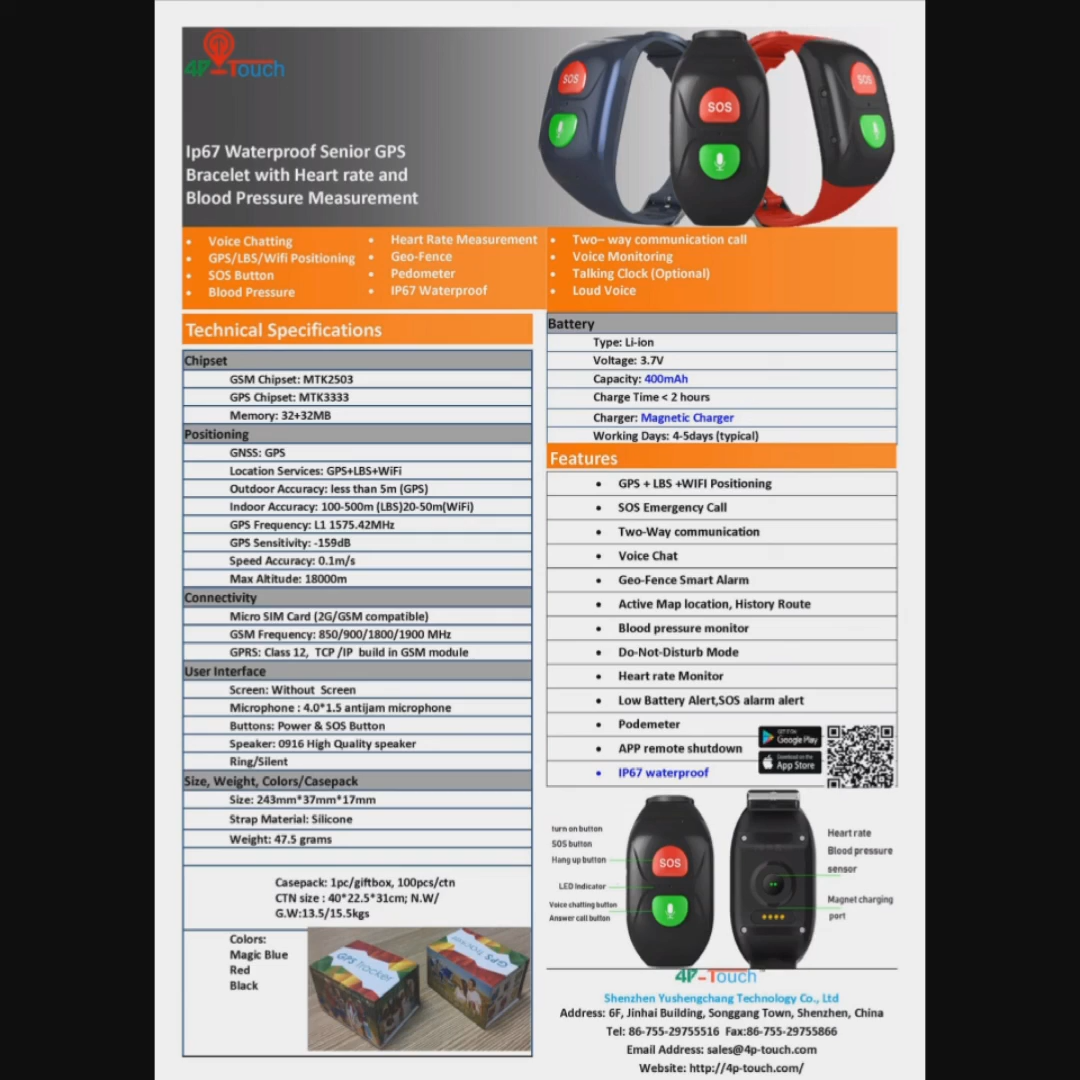 4P-Touch
Ip67 Waterproof Senior GPS
Bracelet with Heart rate and
Blood Pressure Measurement
SOS
SOS
SOS
• Voice Chatting
• GPS/LBS/Wifi Positioning
• SOS Button
• Blood Pressure
• Heart Rate Measurement
• Geo-Fence
• Pedometer
• IP67 Waterproof
• Two– way communication call
• Voice Monitoring
• Talking Clock (Optional)
• Loud Voice
Technical Specifications
Chipset
GSM Chipset: MTK2503
GPS Chipset: MTK3333
Memory: 32+32MB
Positioning
GNSS: GPS
Location Services: GPS+LBS+WiFi
Outdoor Accuracy: less than 5m (GPS)
Indoor Accuracy: 100-500m (LBS)20-50m(WiFi)
GPS Frequency: L1 1575.42MHz
GPS Sensitivity: -159dB
Speed Accuracy: 0.1m/s
Max Altitude: 18000m
Connectivity
Micro SIM Card (2G/GSM compatible)
GSM Frequency: 850/900/1800/1900 MHz
GPRS: Class 12, TCP /IP build in GSM module
User Interface
Screen: Without Screen
Microphone : 4.0*1.5 antijam microphone
Buttons: Power & SOS Button
Speaker: 0916 High Quality speaker
Ring/Silent
Size, Weight, Colors/Casepack
Size: 243mm*37mm*17mm
Strap Material: Silicone
Weight: 47.5 grams
Casepack: 1pc/giftbox, 100pcs/ctn
CTN size : 40*22.5*31cm; N.W/
G.W:13.5/15.5kgs
Colors:
Magic Blue
Red
Black
GPS Tracker
GPS Tracker
Battery
Type: Li-ion
Voltage: 3.7V
Capacity: 400mAh
Charge Time < 2 hours
Charger: Magnetic Charger
Working Days: 4-5days (typical)
Features
• GPS + LBS +WIFI Positioning
• SOS Emergency Call
• Two-Way communication
• Voice Chat
• Geo-Fence Smart Alarm
• Active Map location, History Route
• Blood pressure monitor
• Do-Not-Disturb Mode
• Heart rate Monitor
• Low Battery Alert,SOS alarm alert
• Podemeter
• APP remote shutdown
• IP67 waterproof
GET IT ON
Google Play
Download on the
App Store
turn on button
SOS button
Hang up button
LED Indicator
Voice chatting button
Answer call button
SOS
Heart rate
Blood pressure
sensor
Magnet charging
port
4P-Touch
Shenzhen Yushengchang Technology Co., Ltd
Address: 6F, Jinhai Building, Songgang Town, Shenzhen, China
Tel: 86-755-29755516 Fax:86-755-29755866
Email Address: sales@4p-touch.com
Website: http://4p-touch.com/